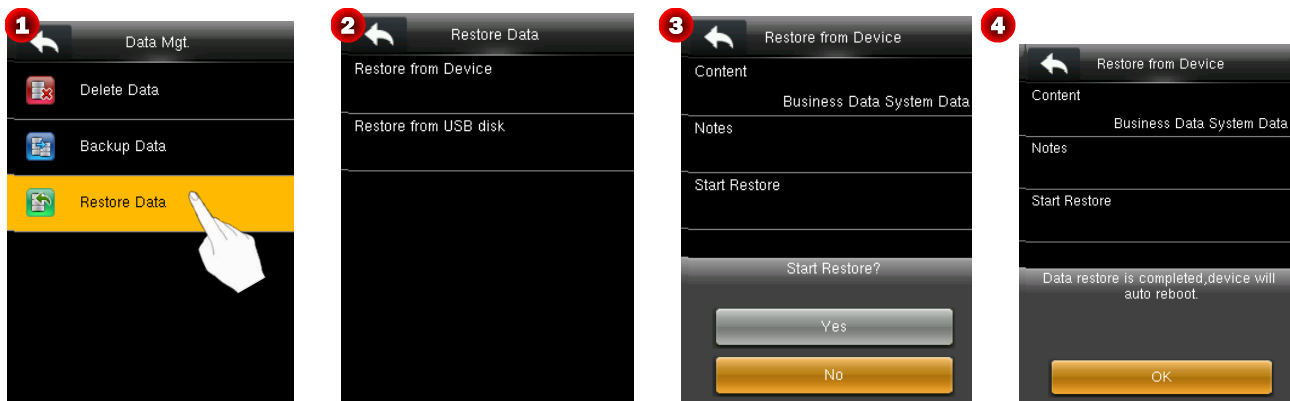 1
Data Mgt.
Delete Data
Backup Data
Restore Data
2
Restore Data
Restore from Device
Restore from USB disk
3
Restore from Device
Content
Business Data System Data
Notes
Start Restore
Start Restore?
Yes
No
4
Restore from Device
Content
Business Data System Data
Notes
Start Restore
Data restore is completed,device will
auto reboot.
OK